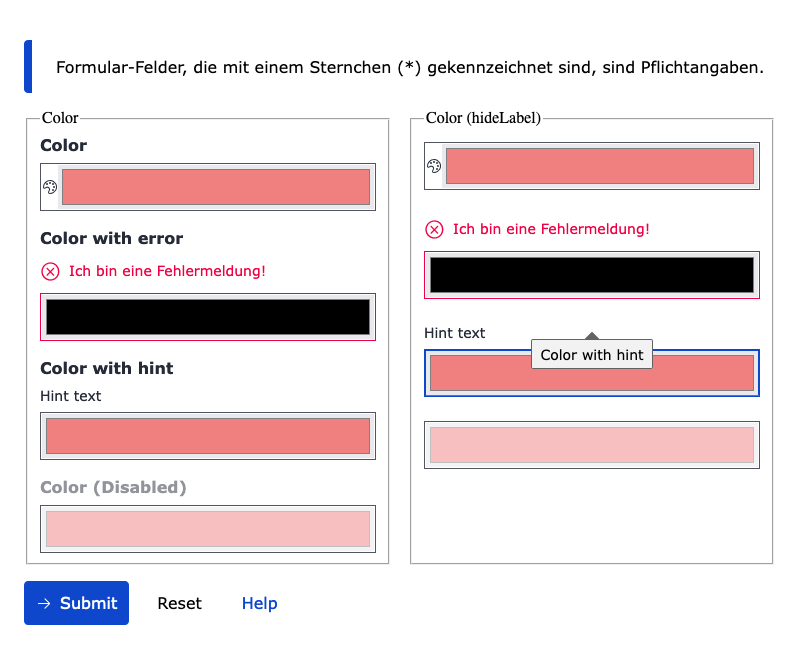 Formular-Felder, die mit einem Sternchen (*) gekennzeichnet sind, sind Pflichtangaben.
Color
Color
Color with error
Ich bin eine Fehlermeldung!
Color with hint
Hint text
Color (Disabled)
Color (hideLabel)
Ich bin eine Fehlermeldung!
Hint text
Color with hint
Submit
Reset
Help